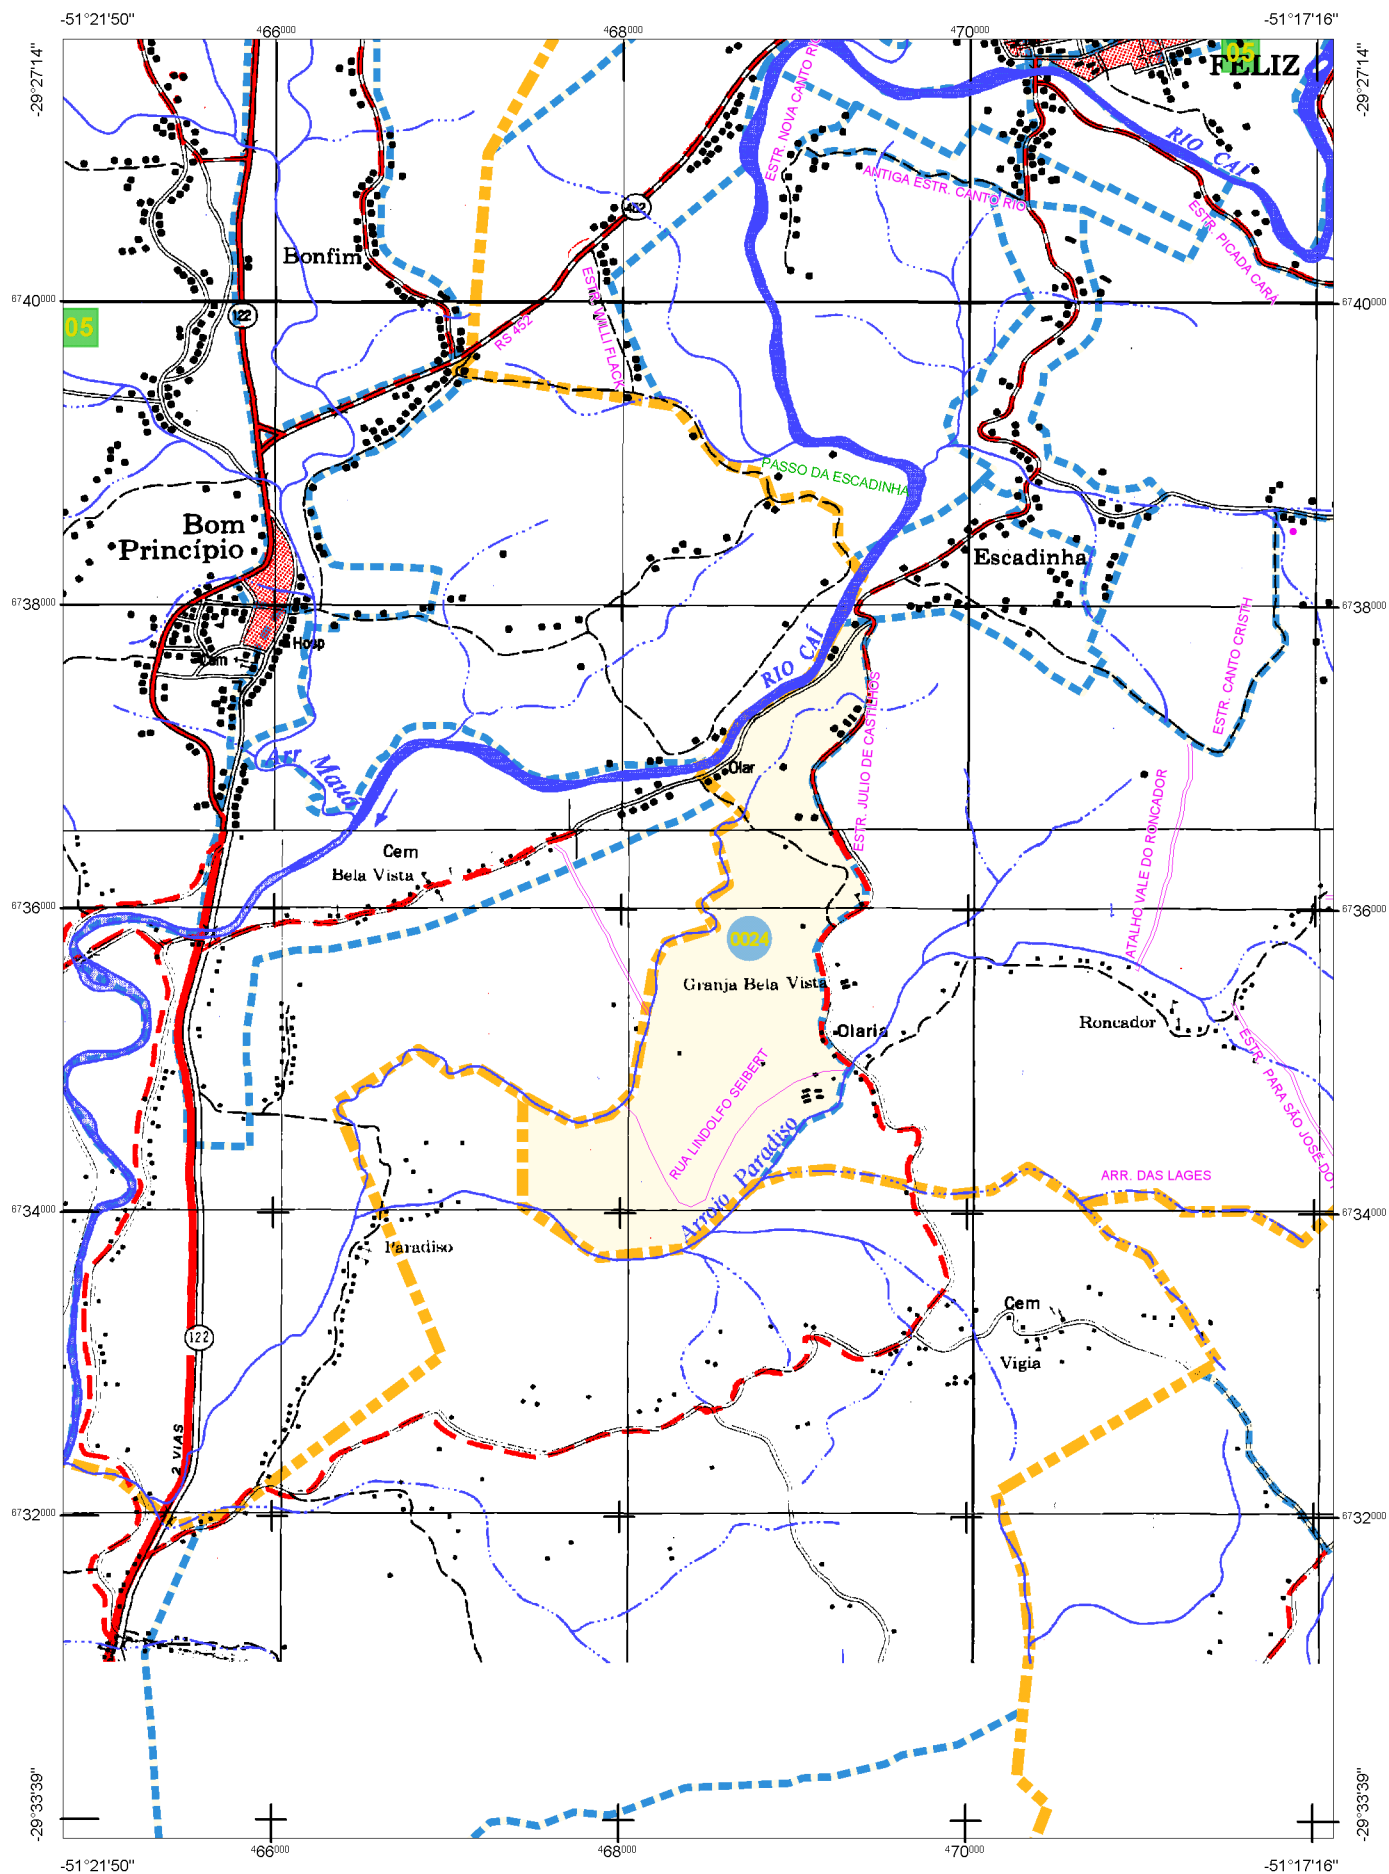 -51°21'50"
466000
468000
470000
-51°17'16"
-29°27'14"
-29°27'14"
05
FELIZ
ESTR. NOVA CANTO RIO
RIO CAÍ
ANTIGA ESTR. CANTO RIO
452
ESTR. PICADA CARÁ
Bonfim
ESTR. WILLI FLACK
6740000
6740000
122
05
RS 452
PASSO DA ESCADINHA
Bom
Princípio
Escadinha
6738000
6738000
Hosp
Cem
RIO CAÍ
ESTR. CANTO CRISTH
ESTR. JULIO DE CASTILHOS
Arr Mauá
Olar
ATALHO VALE DO RONCADOR
Cem
Bela Vista
6736000
6736000
0024
Granja Bela Vista
Roncador
Olaria
ESTR. PARA SÃO JOSÉ DO
RUA LINDOLFO SEIBERT
Arroio Paradiso
ARR. DAS LAGES
6734000
6734000
Paradiso
Cem
122
Vigia
2 VIAS
6732000
6732000
-29°33'39"
-29°33'39"
466000
468000
470000
-51°21'50"
-51°17'16"